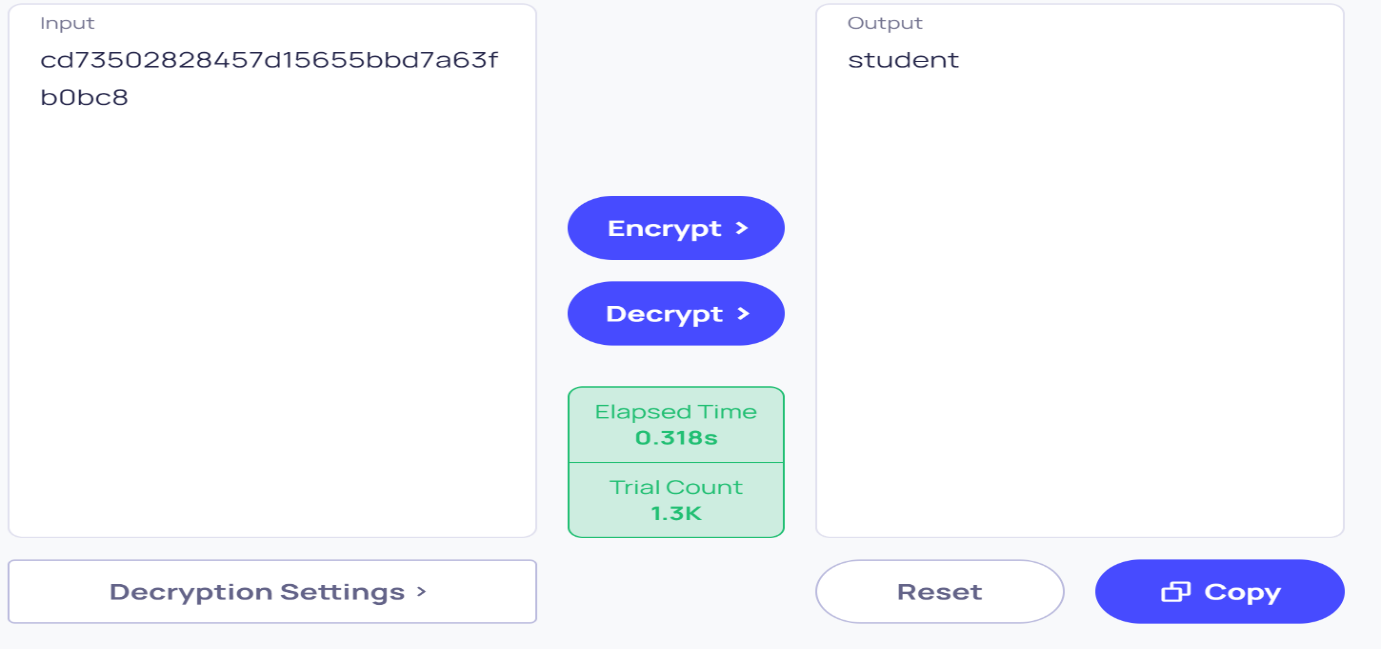 Input
cd73502828457d15655bbd7a63f
b0bc8
Encrypt >
Decrypt >
Elapsed Time
0.318s
Trial Count
1.3K
Decryption Settings >
Output
student
Reset
Copy